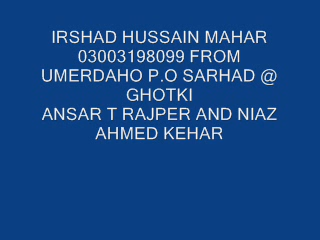 IRSHAD HUSSAIN MAHAR
03003198099 FROM
UMERDAHO P.O SARHAD @
GHOTKI
ANSAR T RAJPER AND NIAZ
AHMED KEHAR